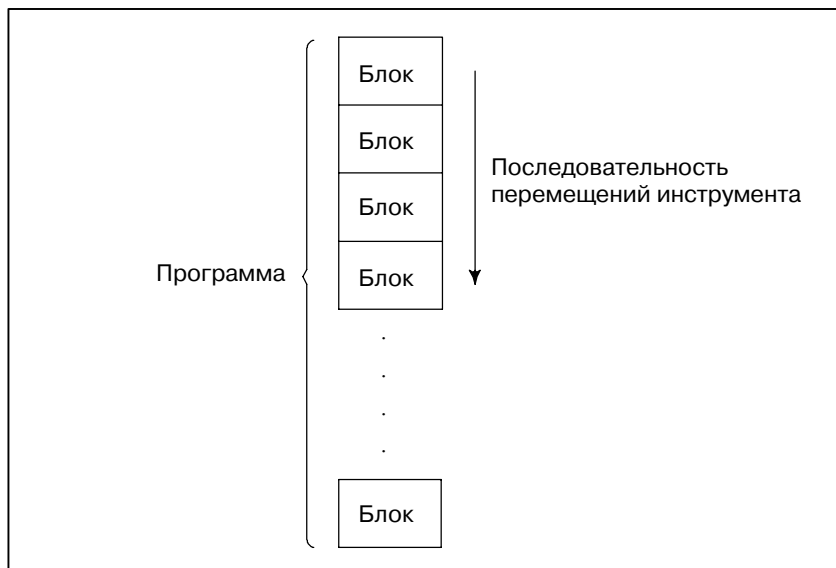 Блок
Блок
Блок
Блок
Последовательность
перемещений инструмента
Программа
.
.
.
.
Блок